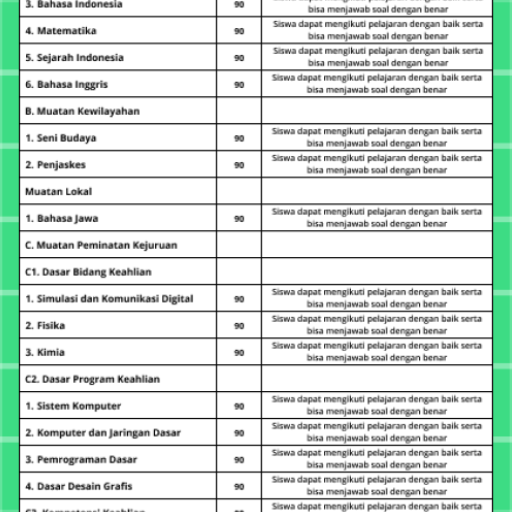 3. Bahasa Indonesia 90
bisa menjawab soal dengan benar
4. Matematika 90 Siswa dapat mengikuti pelajaran dengan baik serta
bisa menjawab soal dengan benar
5. Sejarah Indonesia 90 Siswa dapat mengikuti pelajaran dengan baik serta
bisa menjawab soal dengan benar
6. Bahasa Inggris 90 Siswa dapat mengikuti pelajaran dengan baik serta
bisa menjawab soal dengan benar
B. Muatan Kewilayahan
1. Seni Budaya 90 Siswa dapat mengikuti pelajaran dengan baik serta
bisa menjawab soal dengan benar
2. Penjaskes 90 Siswa dapat mengikuti pelajaran dengan baik serta
bisa menjawab soal dengan benar
Muatan Lokal
1. Bahasa Jawa 90 Siswa dapat mengikuti pelajaran dengan baik serta
bisa menjawab soal dengan benar
C. Muatan Peminatan Kejuruan
C1. Dasar Bidang Keahlian
1. Simulasi dan Komunikasi Digital 90 Siswa dapat mengikuti pelajaran dengan baik serta
bisa menjawab soal dengan benar
2. Fisika 90 Siswa dapat mengikuti pelajaran dengan baik serta
bisa menjawab soal dengan benar
3. Kimia 90 Siswa dapat mengikuti pelajaran dengan baik serta
bisa menjawab soal dengan benar
C2. Dasar Program Keahlian
1. Sistem Komputer 90 Siswa dapat mengikuti pelajaran dengan baik serta
bisa menjawab soal dengan benar
2. Komputer dan Jaringan Dasar 90 Siswa dapat mengikuti pelajaran dengan baik serta
bisa menjawab soal dengan benar
3. Pemrograman Dasar 90 Siswa dapat mengikuti pelajaran dengan baik serta
bisa menjawab soal dengan benar
4. Dasar Desain Grafis 90 Siswa dapat mengikuti pelajaran dengan baik serta
bisa menjawab soal dengan benar
Siswa dapat mengikuti pelajaran dengan baik serta